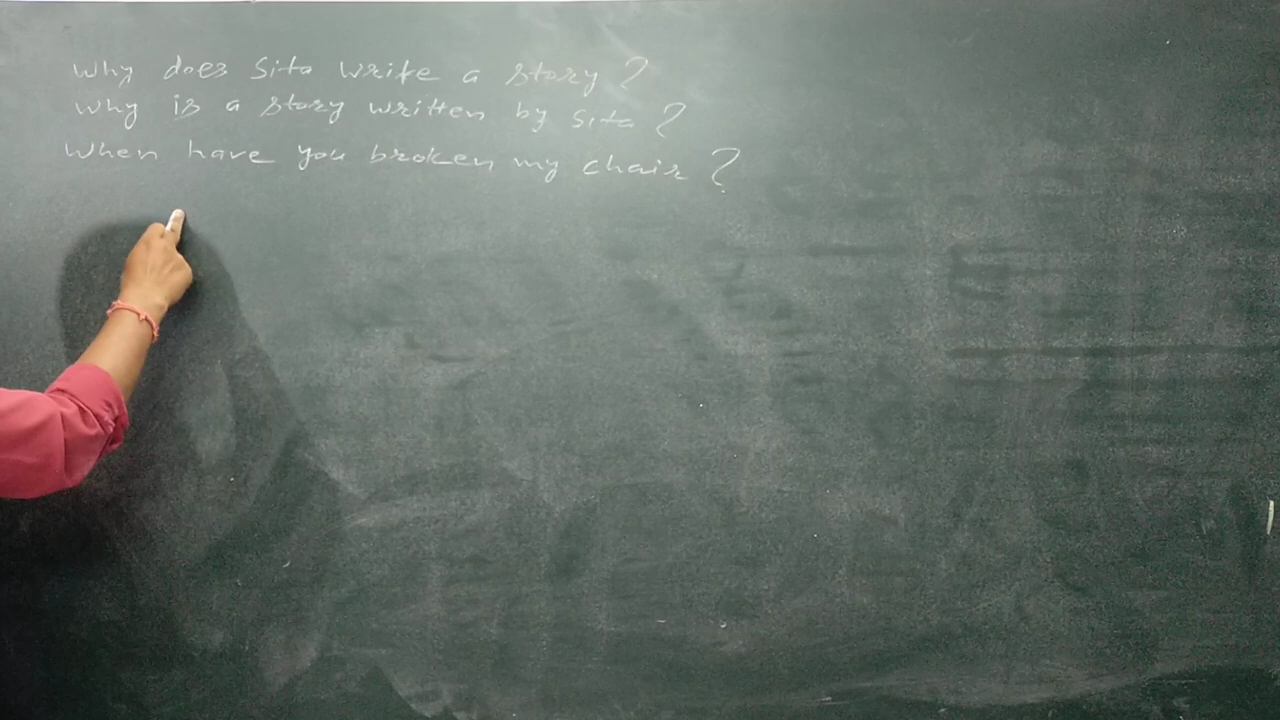 Why does Sita write a story?
Why is a story written by Sita?
When have you broken my chair?